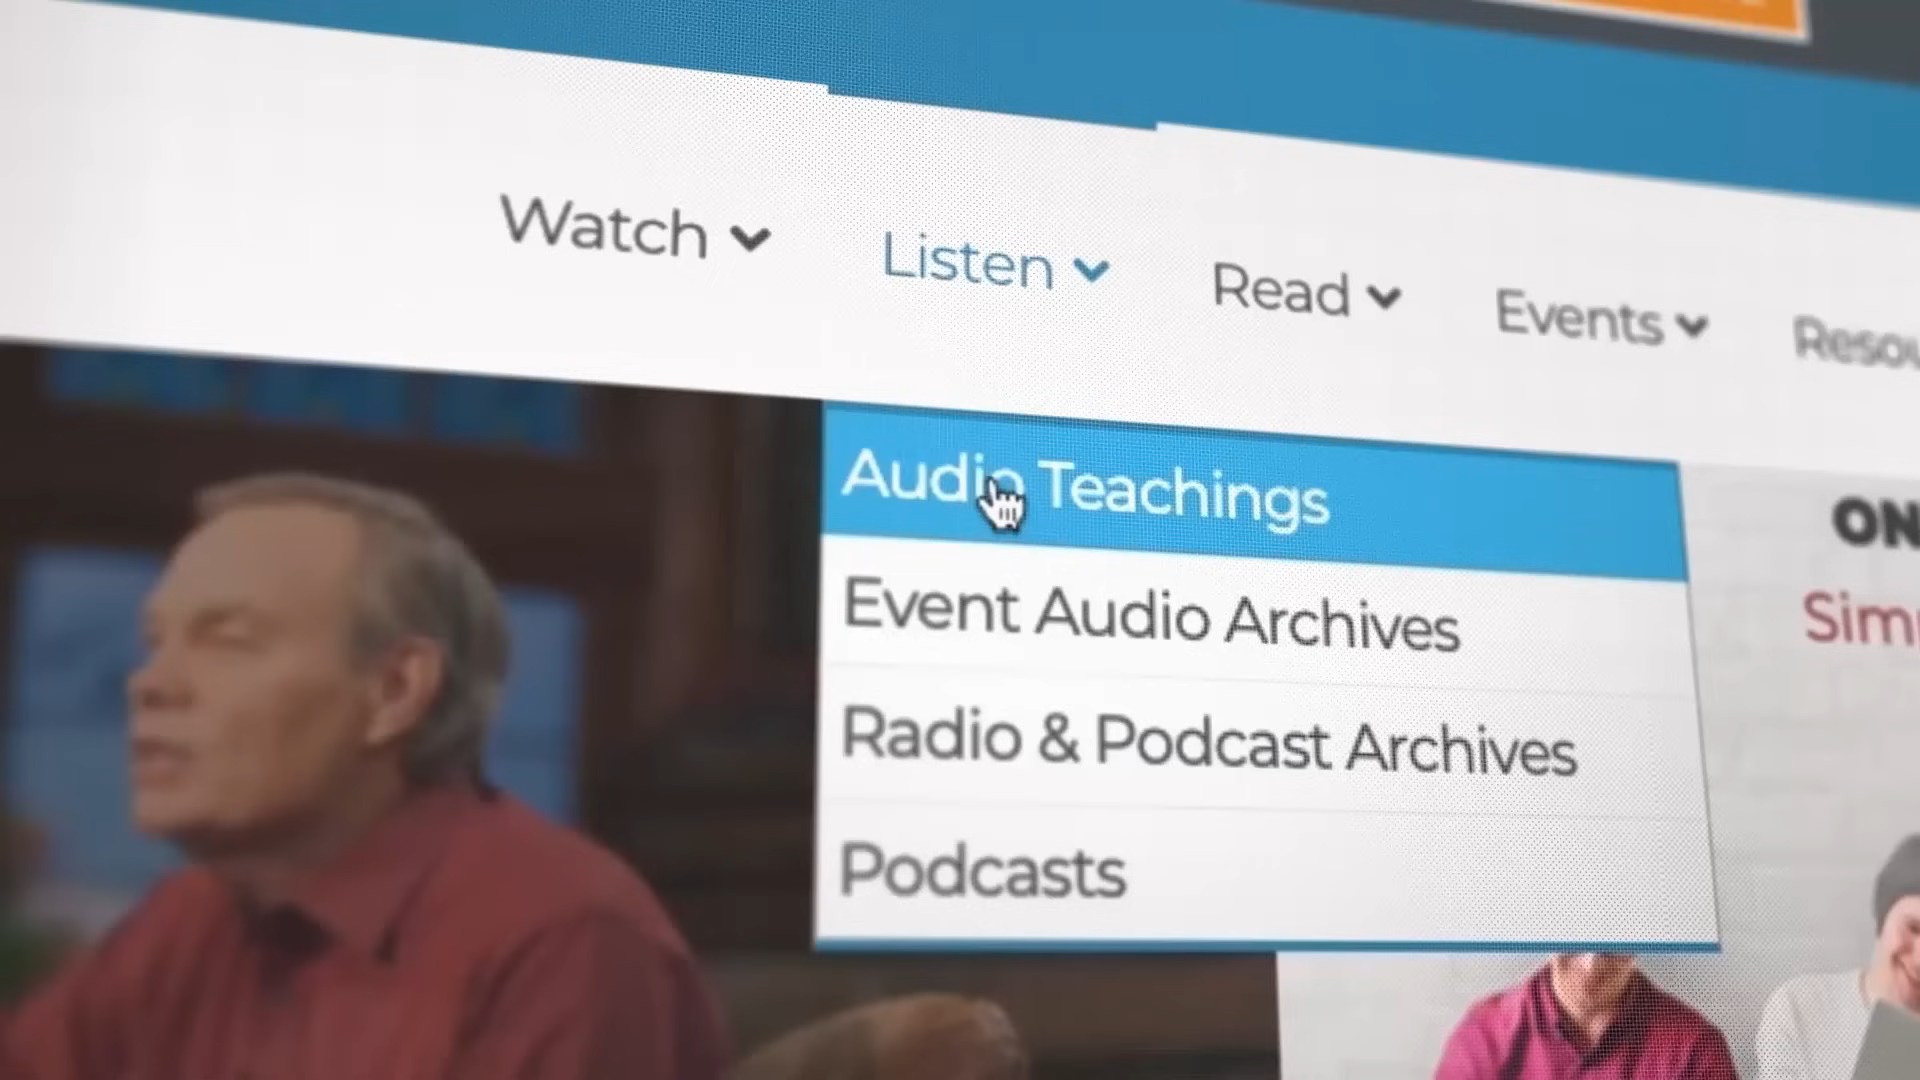 Watch
Listen
Read
Events
Audio Teachings
Event Audio Archives
Radio & Podcast Archives
Podcasts